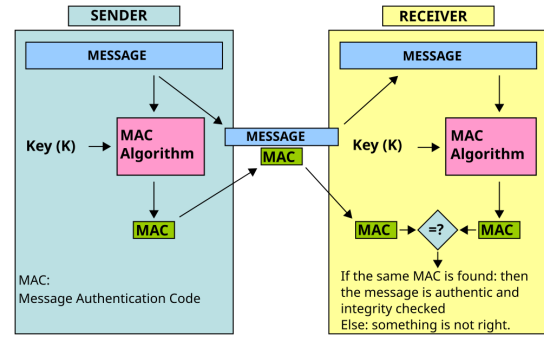 SENDER
RECEIVER
MESSAGE
MESSAGE
Key (K)
MAC
Algorithm
MESSAGE
MAC
Key (K)
MAC
Algorithm
MAC
MAC
=?
MAC
MAC:
Message Authentication Code
If the same MAC is found: then
the message is authentic and
integrity checked
Else: something is not right.